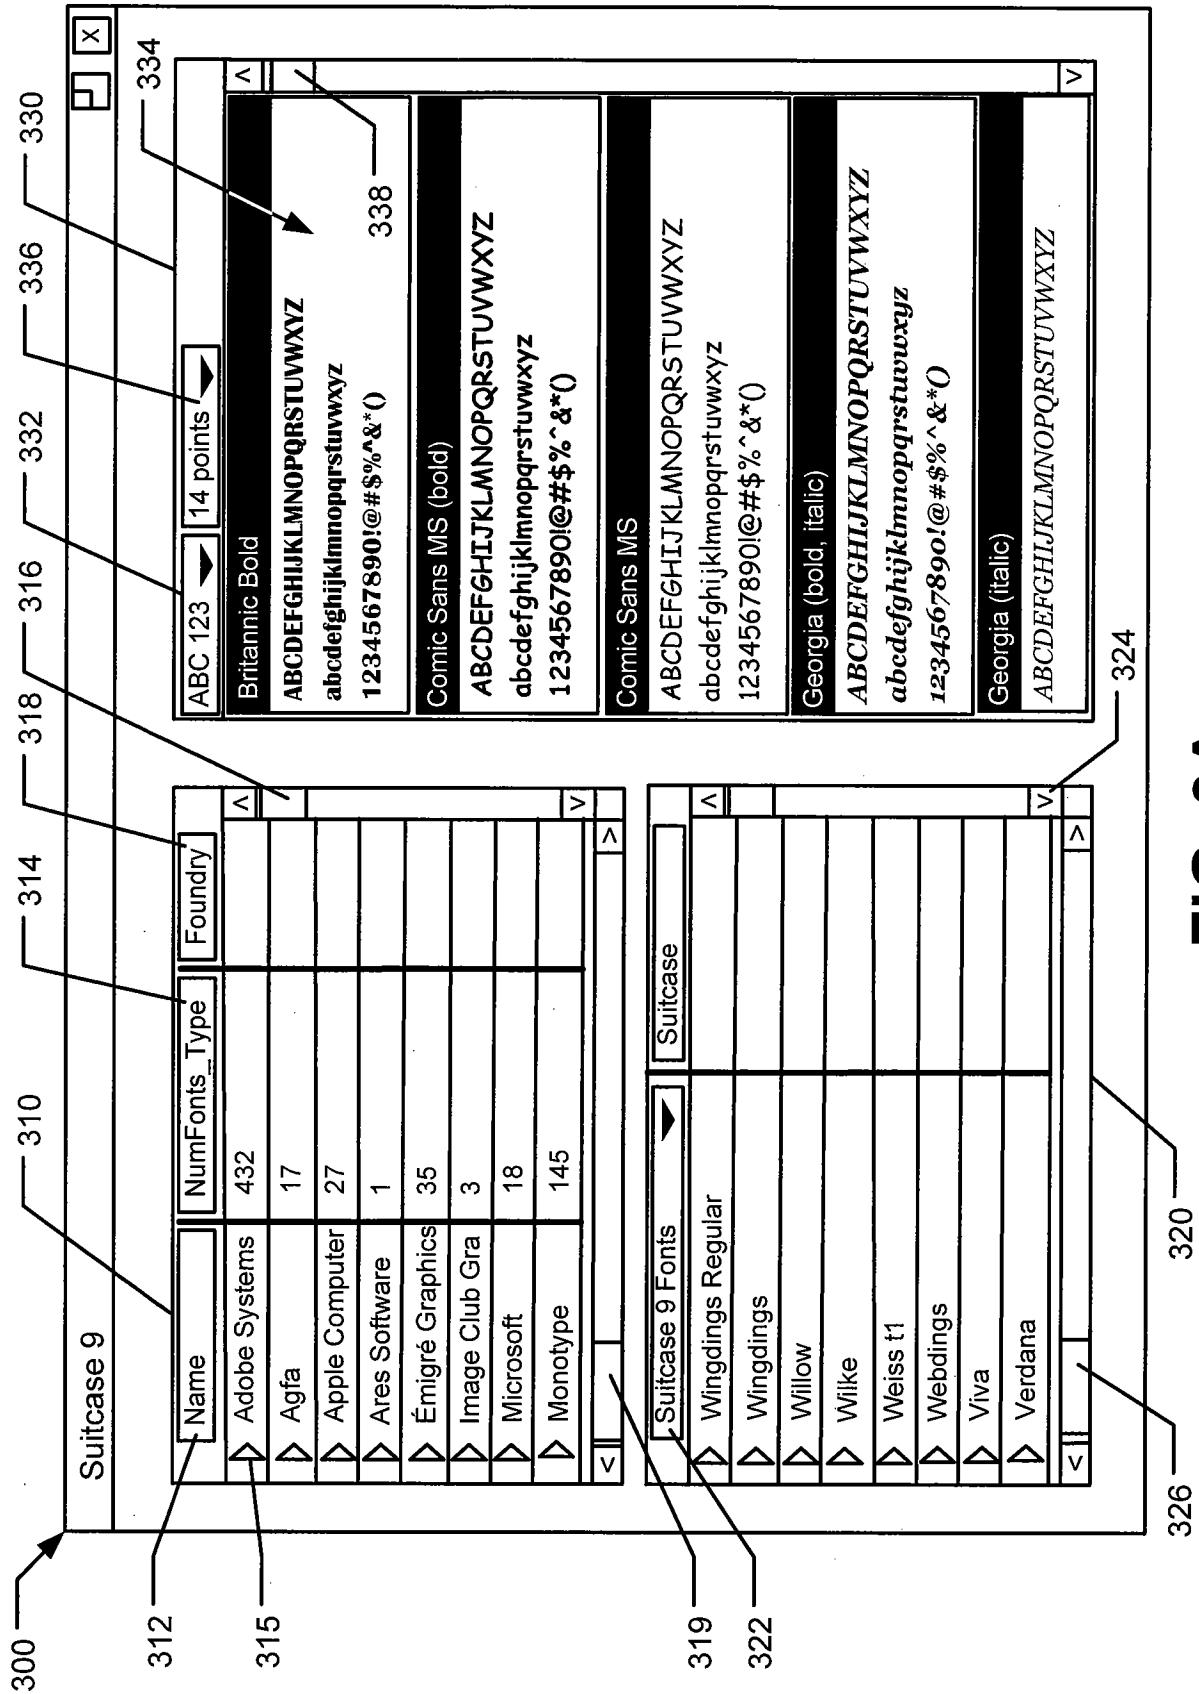 300
310
314
318
316
332
336
330
Suitcase 9
X
334
312
Name
NumFonts_Type
Foundry
315
Adobe Systems 432
Agfa 17
Apple Computer 27
Ares Software 1
Émigré Graphics 35
Image Club Gra 3
Microsoft 18
Monotype 145
<
>
<
>
319
322
Suitcase 9 Fonts
Suitcase
Wingdings Regular
Wingdings
Willow
Wilke
Weiss t1
Webdings
Viva
Verdana
<
>
<
>
326
320
324
ABC 123
14 points
Britannic Bold
ABCDEFGHIJKLMNOPQRSTUVWXYZ
abcdefghijklmnopqrstuvwxyz
1234567890!@#$%^&*()
338
Comic Sans MS (bold)
ABCDEFGHIJKLMNOPQRSTUVWXYZ
abcdefghijklmnopqrstuvwxyz
1234567890!@#$%^&*()
Comic Sans MS
ABCDEFGHIJKLMNOPQRSTUVWXYZ
abcdefghijklmnopqrstuvwxyz
1234567890!@#$%^&*()
Georgia (bold, italic)
ABCDEFGHIJKLMNOPQRSTUVWXYZ
abcdefghijklmnopqrstuvwxyz
1234567890!@#$%^&*()
Georgia (italic)
ABCDEFGHIJKLMNOPQRSTUVWXYZ
<
>